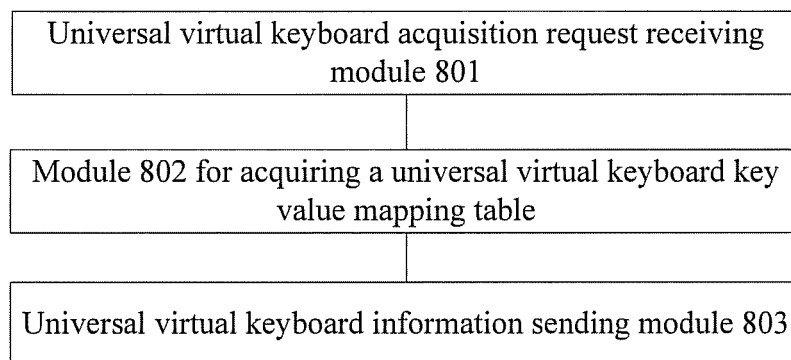 Universal virtual keyboard acquisition request receiving
module 801
Module 802 for acquiring a universal virtual keyboard key
value mapping table
Universal virtual keyboard information sending module 803